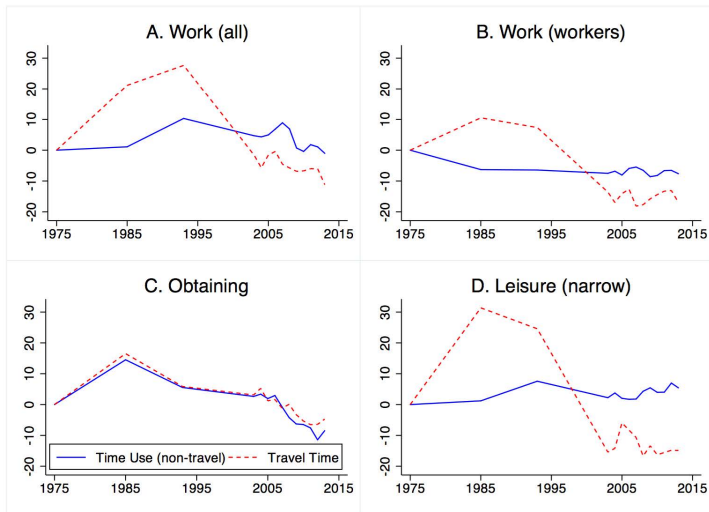 A. Work (all)
30
20
10
0
-10
-20
1975 1985 1995 2005 2015
B. Work (workers)
30
20
10
0
-10
-20
1975 1985 1995 2005 2015
C. Obtaining
30
20
10
0
-10
-20
Time Use (non-travel) Travel Time
1975 1985 1995 2005 2015
D. Leisure (narrow)
30
20
10
0
-10
-20
1975 1985 1995 2005 2015